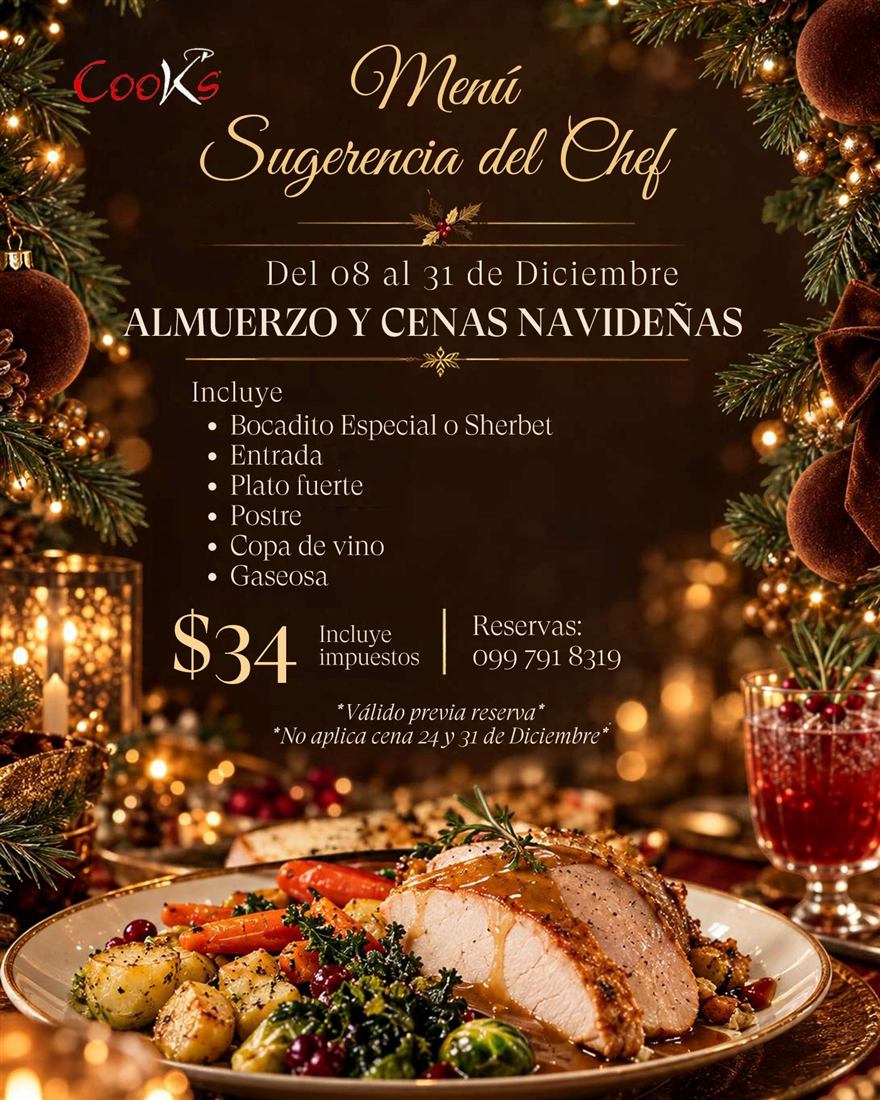 Cook's
Menú
Sugerencia del Chef
Del 08 al 31 de Diciembre
ALMUERZO Y CENAS NAVIDEÑAS
Incluye
• Bocadito Especial o Sherbet
• Entrada
• Plato fuerte
• Postre
• Copa de vino
• Gaseosa
$34
Incluye
impuestos
Reservas:
099 791 8319
*Válido previa reserva*
*No aplica cena 24 y 31 de Diciembre*